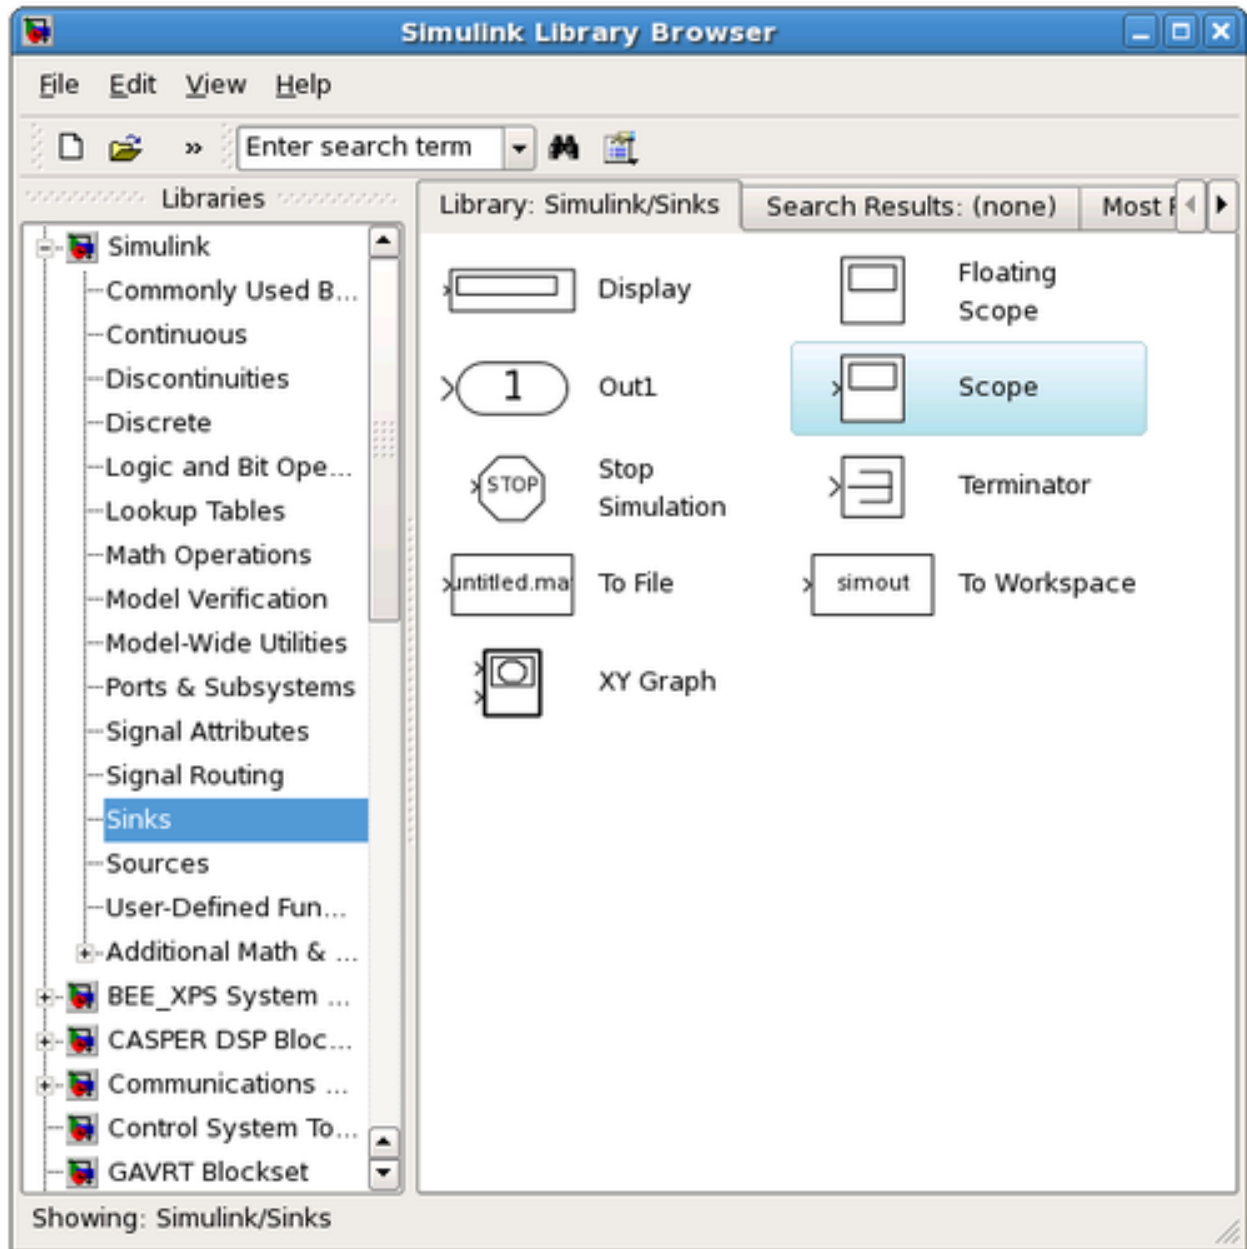 Simulink Library Browser
File Edit View Help
» Enter search term
Libraries
Simulink
Commonly Used B...
Continuous
Discontinuities
Discrete
Logic and Bit Ope...
Lookup Tables
Math Operations
Model Verification
Model-Wide Utilities
Ports & Subsystems
Signal Attributes
Signal Routing
Sinks
Sources
User-Defined Fun...
Additional Math & ...
BEE_XPS System ...
CASPER DSP Bloc...
Communications ...
Control System To...
GAVRT Blockset
Library: Simulink/Sinks Search Results: (none) Most
Display
Floating
Scope
1 Out1
Scope
STOP Stop
Simulation
Terminator
untitled.ma To File
simout To Workspace
XY Graph
Showing: Simulink/Sinks